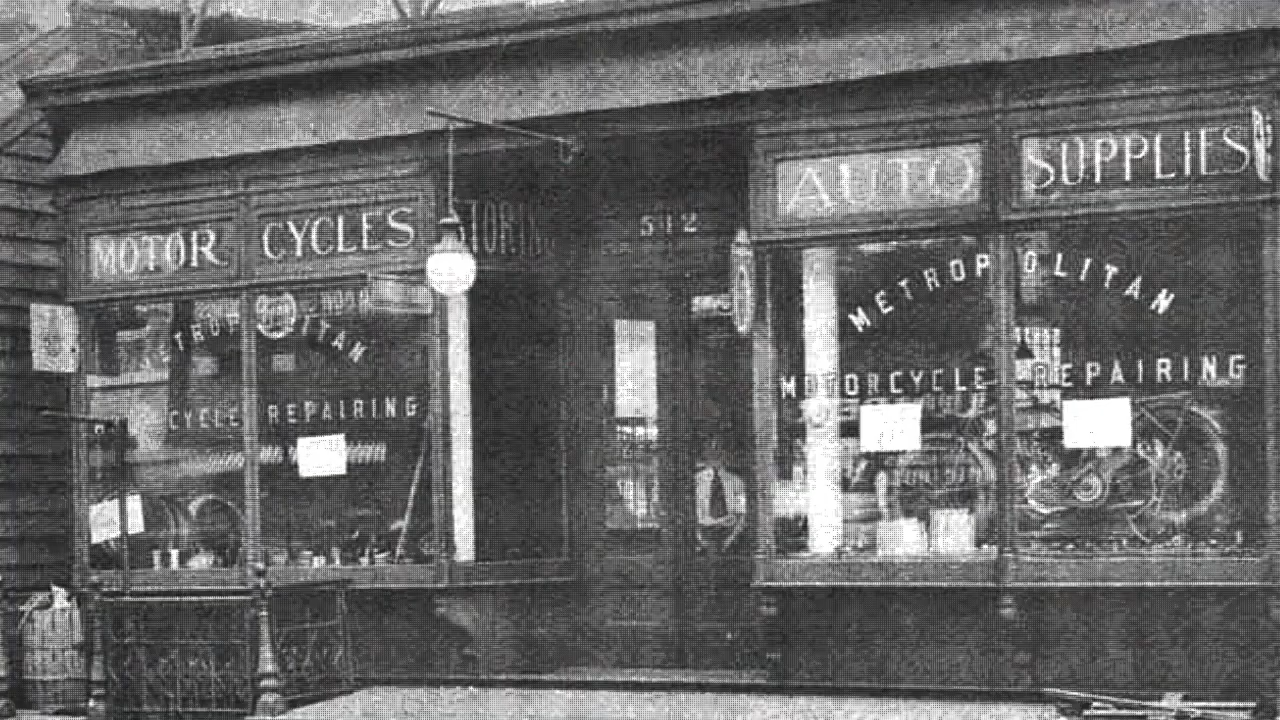 MOTOR CYCLES
METROPOLITAN
CYCLE REPAIRING
512
AUTO SUPPLIES
METROPOLITAN
MOTORCYCLE REPAIRING